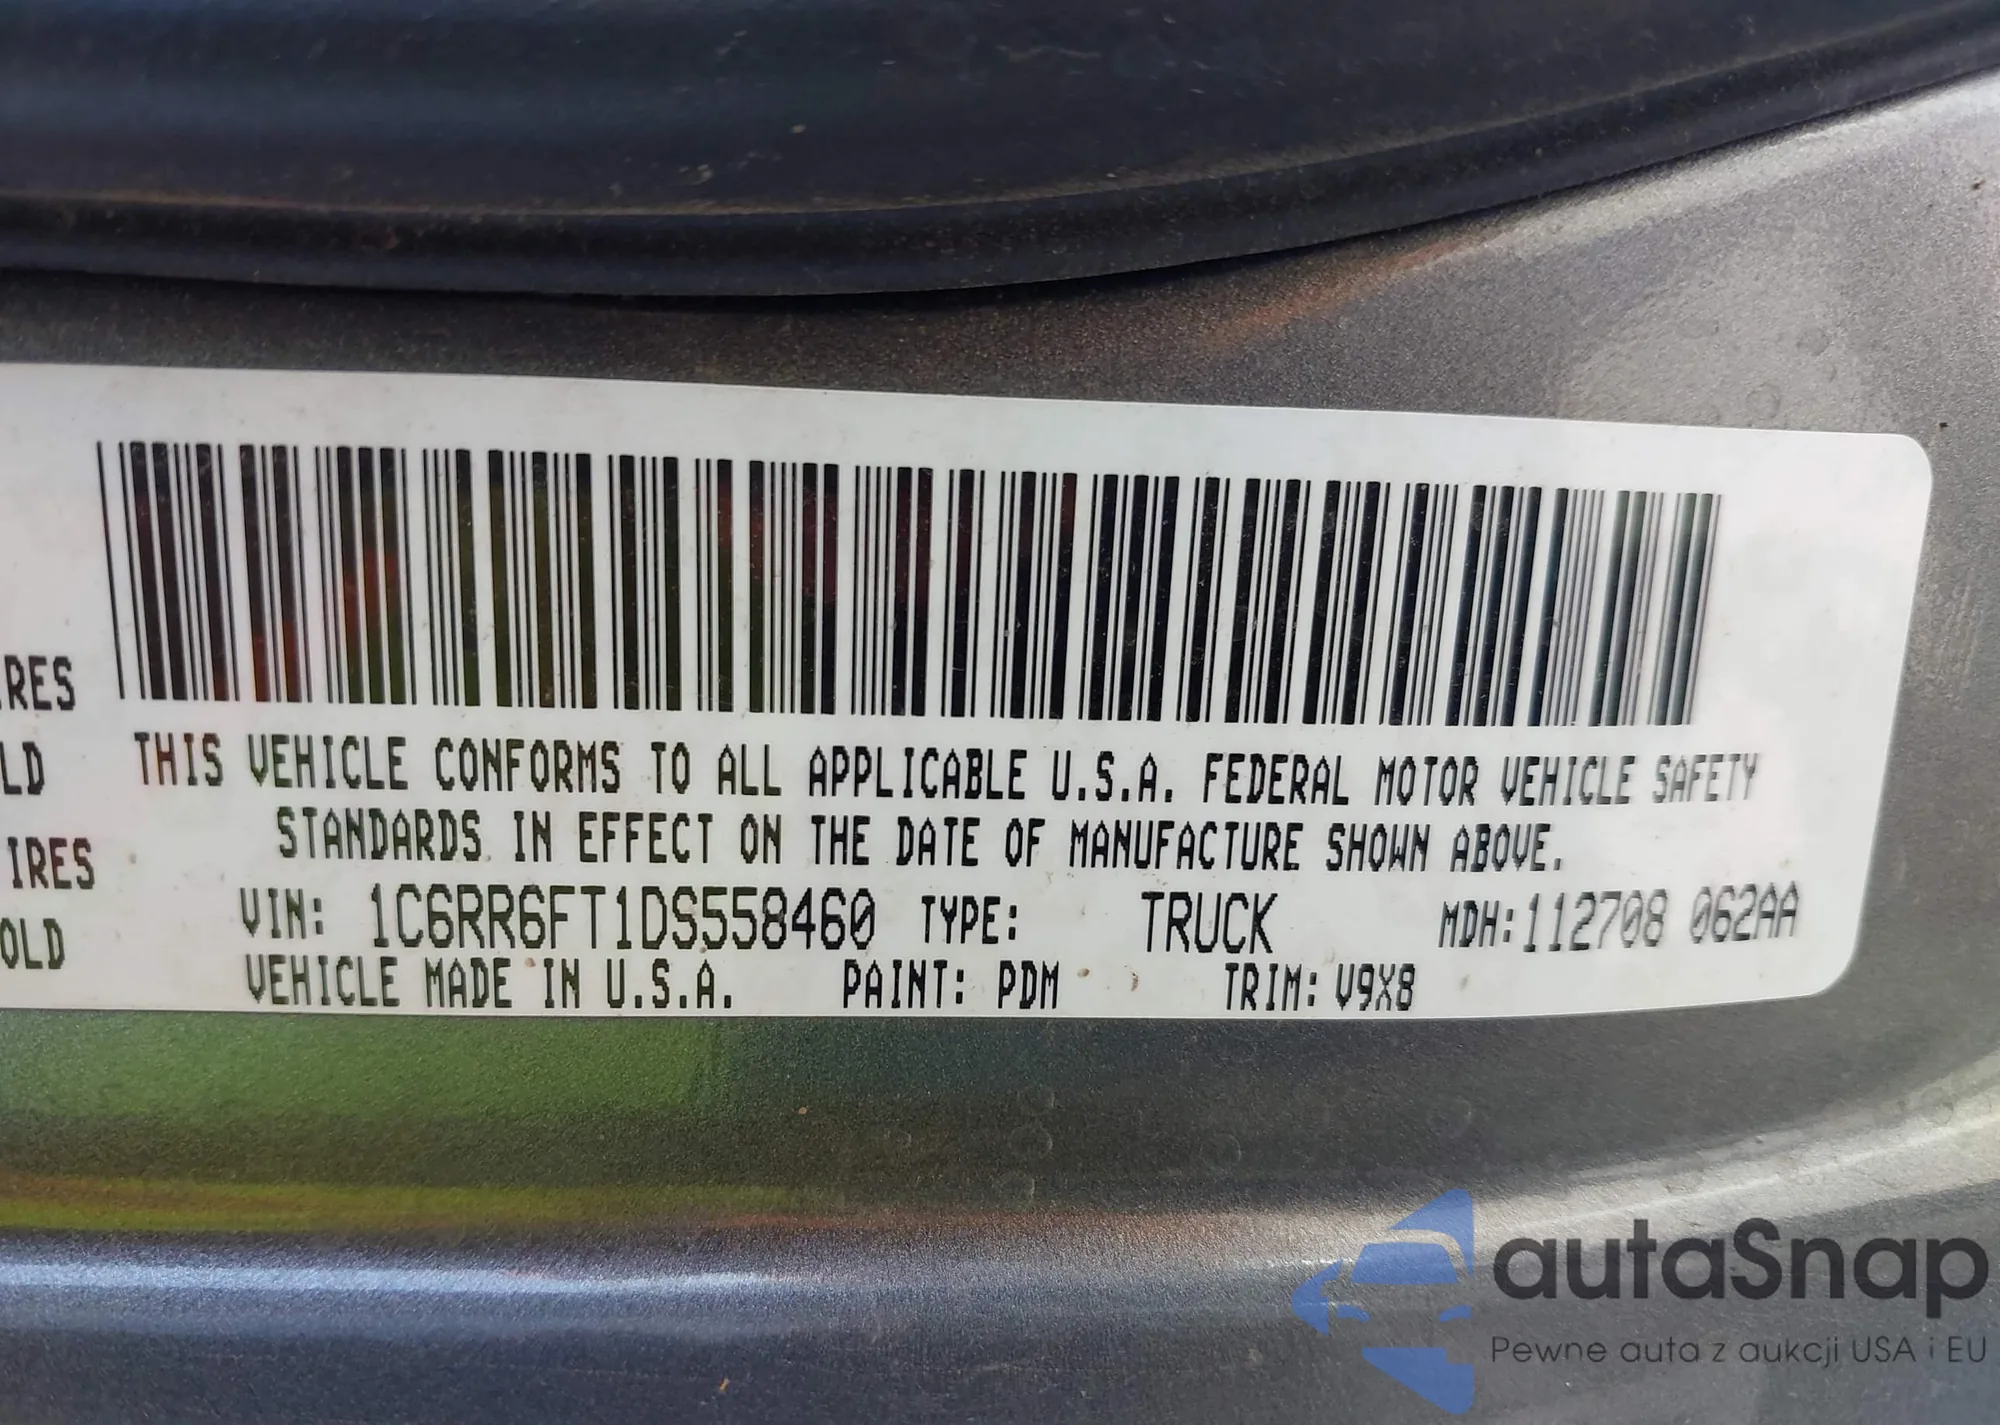 RES
LD
IRES
OLD
THIS VEHICLE CONFORMS TO ALL APPLICABLE U.S.A. FEDERAL MOTOR VEHICLE SAFETY
STANDARDS IN EFFECT ON THE DATE OF MANUFACTURE SHOWN ABOVE.
VIN: 1C6RR6FT1DS558460 TYPE: TRUCK MDH:112708 062AA
VEHICLE MADE IN U.S.A. PAINT: PDM TRIM: V9X8
autaSnap
Pewne auta z aukcji USA i EU